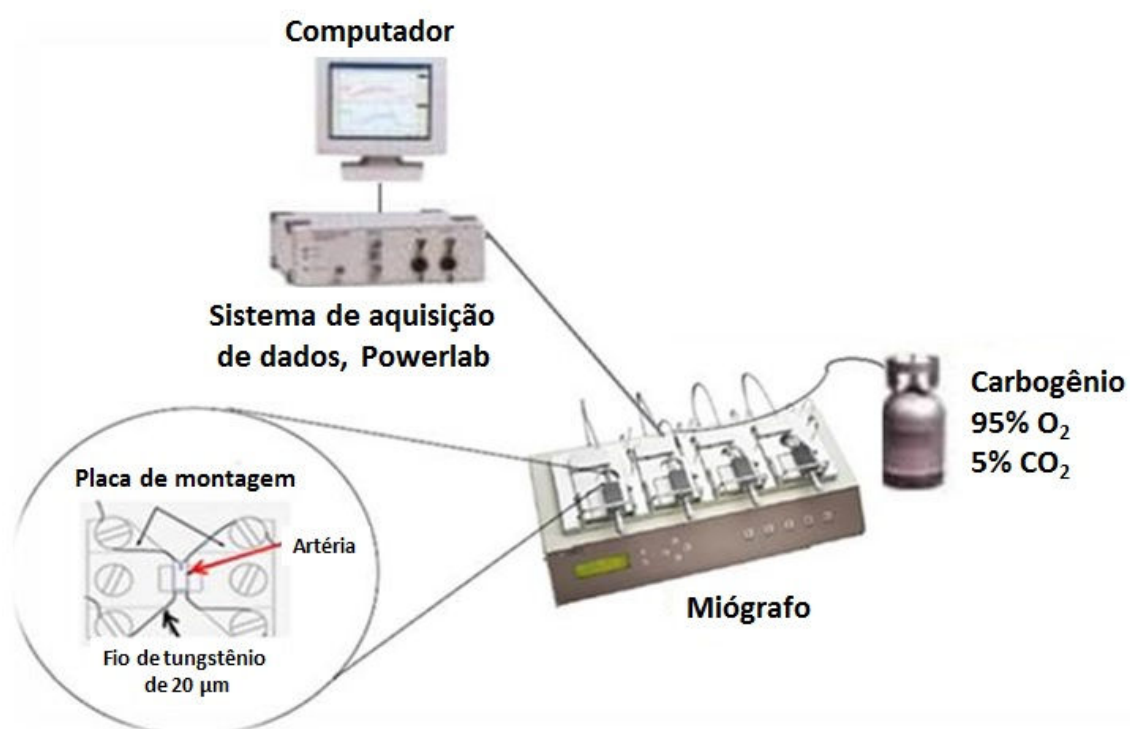 Computador
Sistema de aquisição
de dados, Powerlab
Carbogênio
95% O₂
5% CO₂
Placa de montagem
Artéria
Miógrafo
Fio de tungstênio
de 20 μm